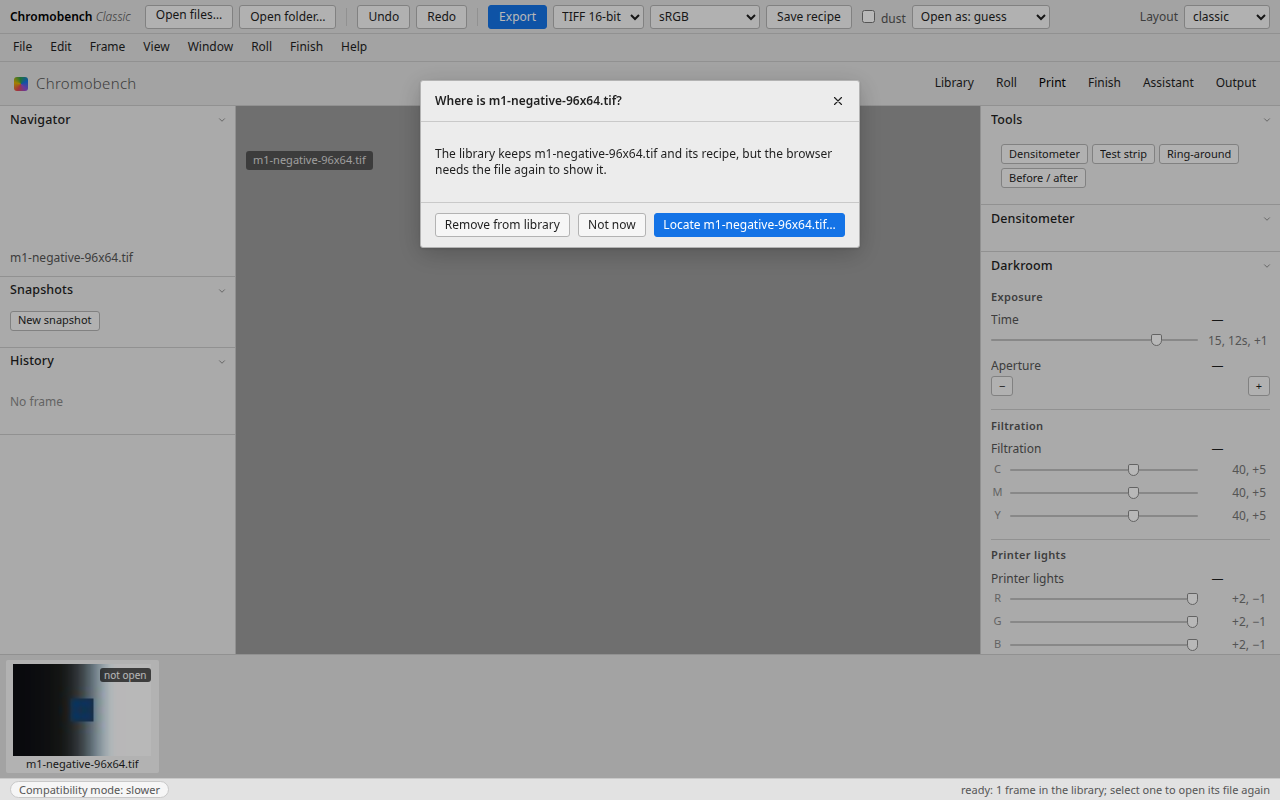 Chromobench Classic Open files... Open folder... Undo Redo Export TIFF 16-bit sRGB Save recipe dust Open as: guess Layout classic
File Edit Frame View Window Roll Finish Help
Chromobench Library Roll Print Finish Assistant Output
Where is m1-negative-96x64.tif?
The library keeps m1-negative-96x64.tif and its recipe, but the browser
needs the file again to show it.
Remove from library Not now Locate m1-negative-96x64.tif...
Navigator
m1-negative-96x64.tif
Snapshots
New snapshot
History
No frame
m1-negative-96x64.tif
Tools
Densitometer Test strip Ring-around
Before / after
Densitometer
Darkroom
Exposure
Time —
15, 12s, +1
Aperture —
− +
Filtration
Filtration —
C 40, +5
M 40, +5
Y 40, +5
Printer lights
Printer lights —
R +2, −1
G +2, −1
B +2, −1
not open
m1-negative-96x64.tif
Compatibility mode: slower ready: 1 frame in the library; select one to open its file again